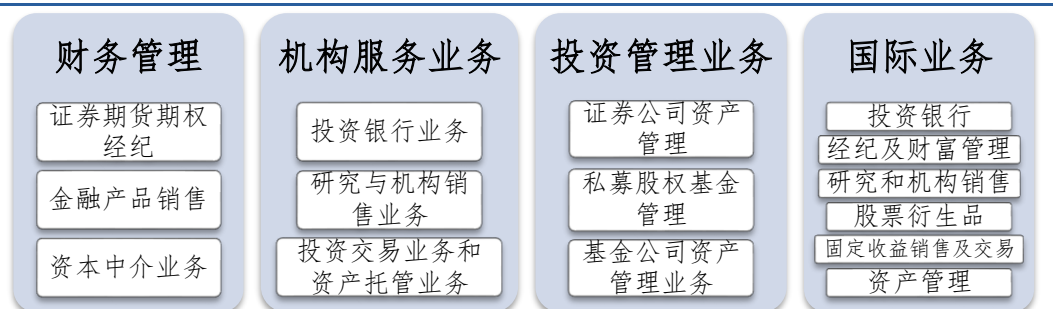 财务管理
证券期货期权
经纪
金融产品销售
资本中介业务
机构服务业务
投资银行业务
研究与机构销
售业务
投资交易业务和
资产托管业务
投资管理业务
证券公司资产
管理
私募股权基金
管理
基金公司资产
管理业务
国际业务
投资银行
经纪及财富管理
研究和机构销售
股票衍生品
固定收益销售及交易
资产管理